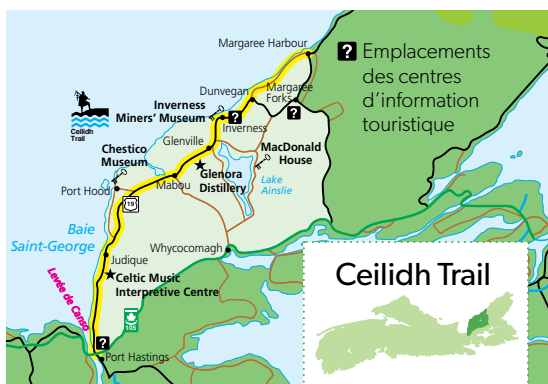 Margaree Harbour
? Emplacements
des centres
d'information
touristique
Dunvegan
Margaree
Forks
?
Ceilidh
Trail
Inverness
Miners' Museum
?
Inverness
Chestico
Museum
Glenville
MacDonald
House
Glenora
Distillery
Lake
Ainslie
Port Hood
Mabou
19
Baie
Saint-George
Whycocomagh
Judique
Celtic Music
Interpretive Centre
Levée de Canso
105
?
Port Hastings
Ceilidh Trail